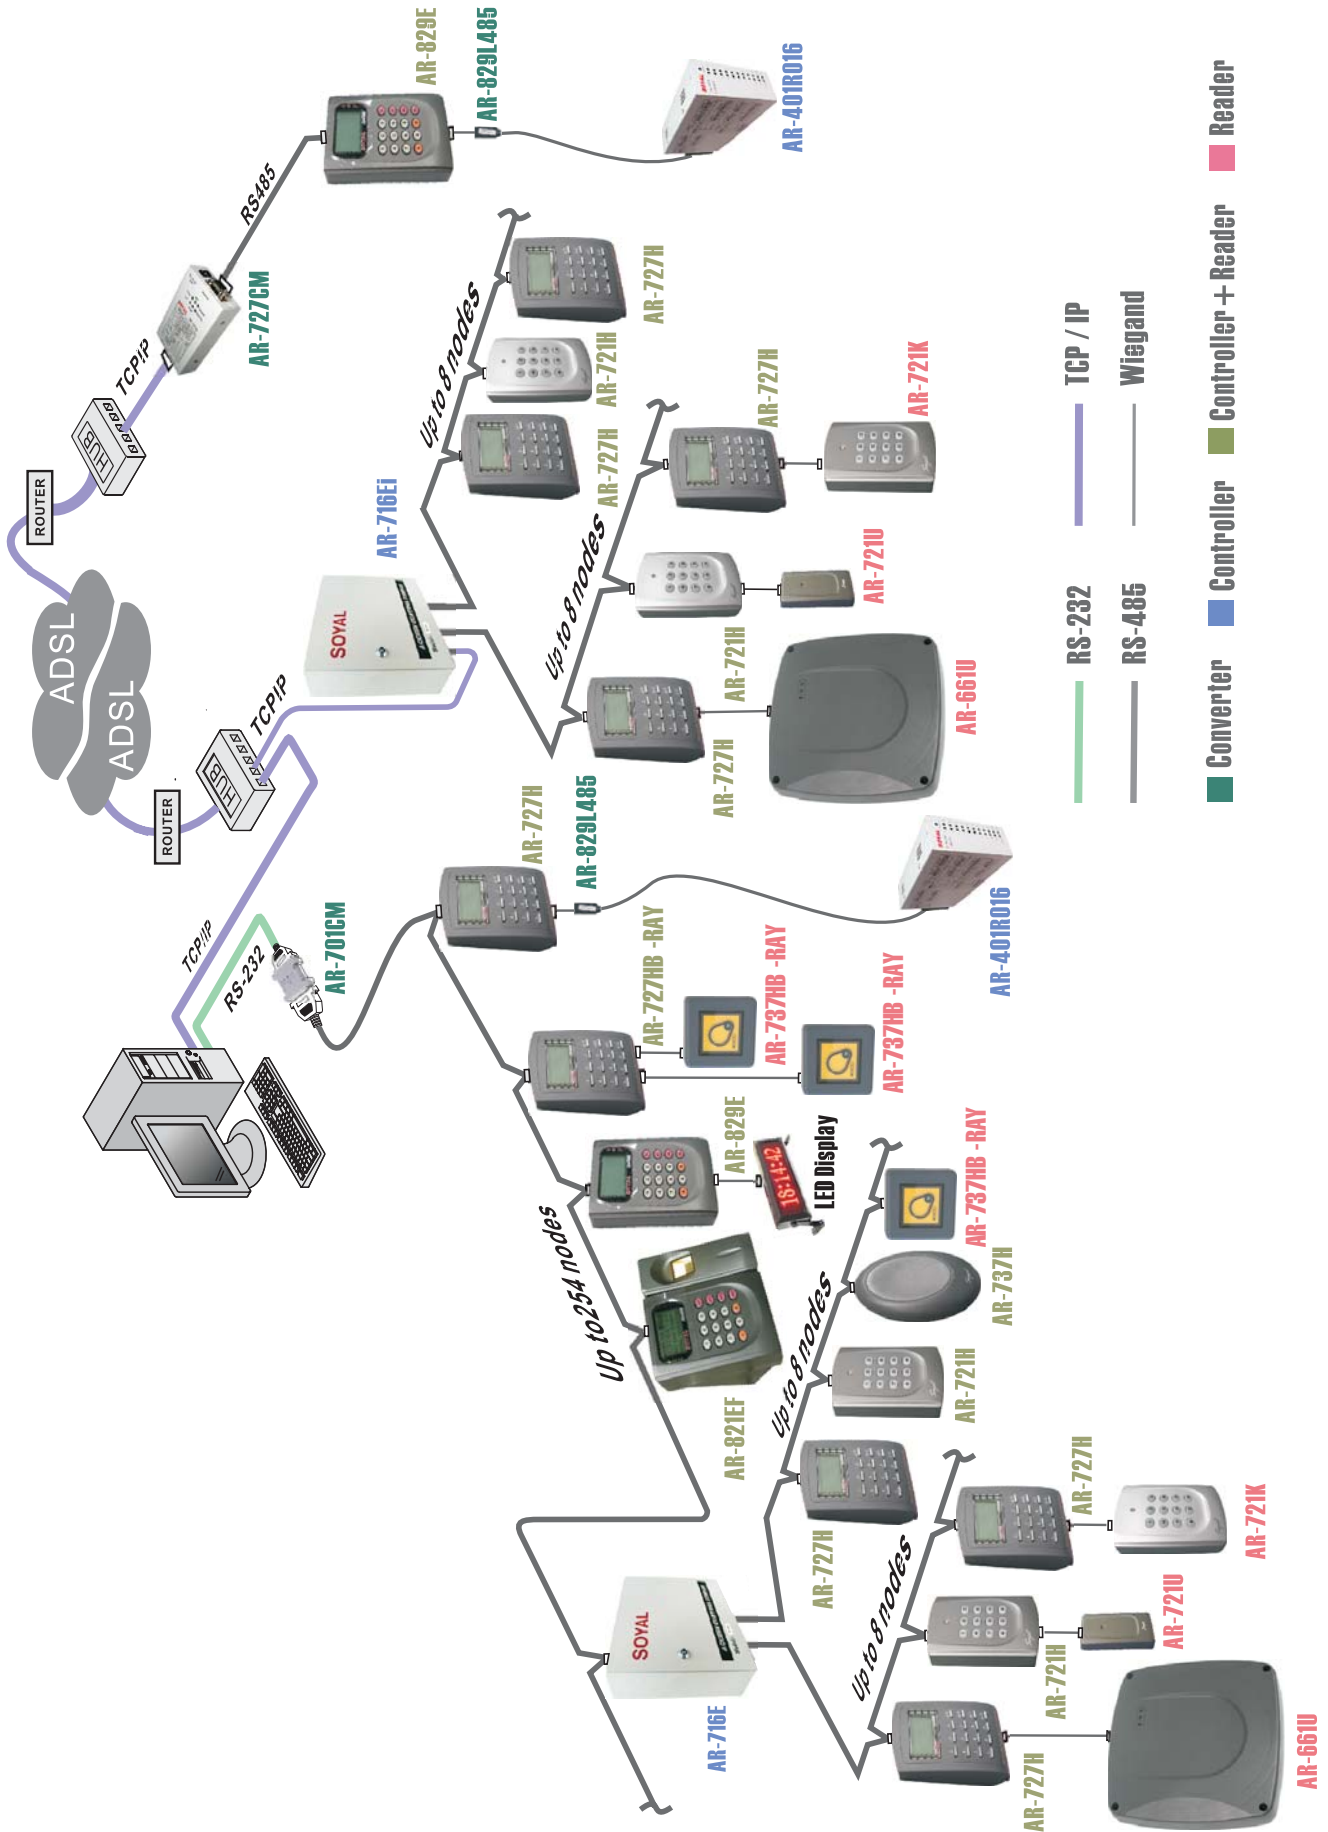 ADSL
ADSL
ROUTER
HUB
TCPIP
AR-727CM
RS485
AR-829E
AR-829L485
AR-401RO16
ROUTER
HUB
TCPIP
TCP/IP
RS-232
AR-701CM
SOYAL
AR-716Ei
Up to 8 nodes
AR-727H
AR-721H
AR-727H
Up to 8 nodes
AR-727H
AR-661U
AR-721H
AR-721U
AR-727H
AR-721K
AR-727H
AR-829L485
AR-401RO16
AR-727HB -RAY
AR-737HB -RAY
AR-737HB -RAY
AR-829E
18:14:42
LED Display
Up to254 nodes
AR-821EF
SOYAL
AR-716E
Up to 8 nodes
AR-727H
AR-721H
AR-737H
AR-737HB -RAY
Up to 8 nodes
AR-727H
AR-661U
AR-721H
AR-721U
AR-727H
AR-721K
RS-232
TCP / IP
RS-485
Wiegand
Converter
Controller
Controller + Reader
Reader